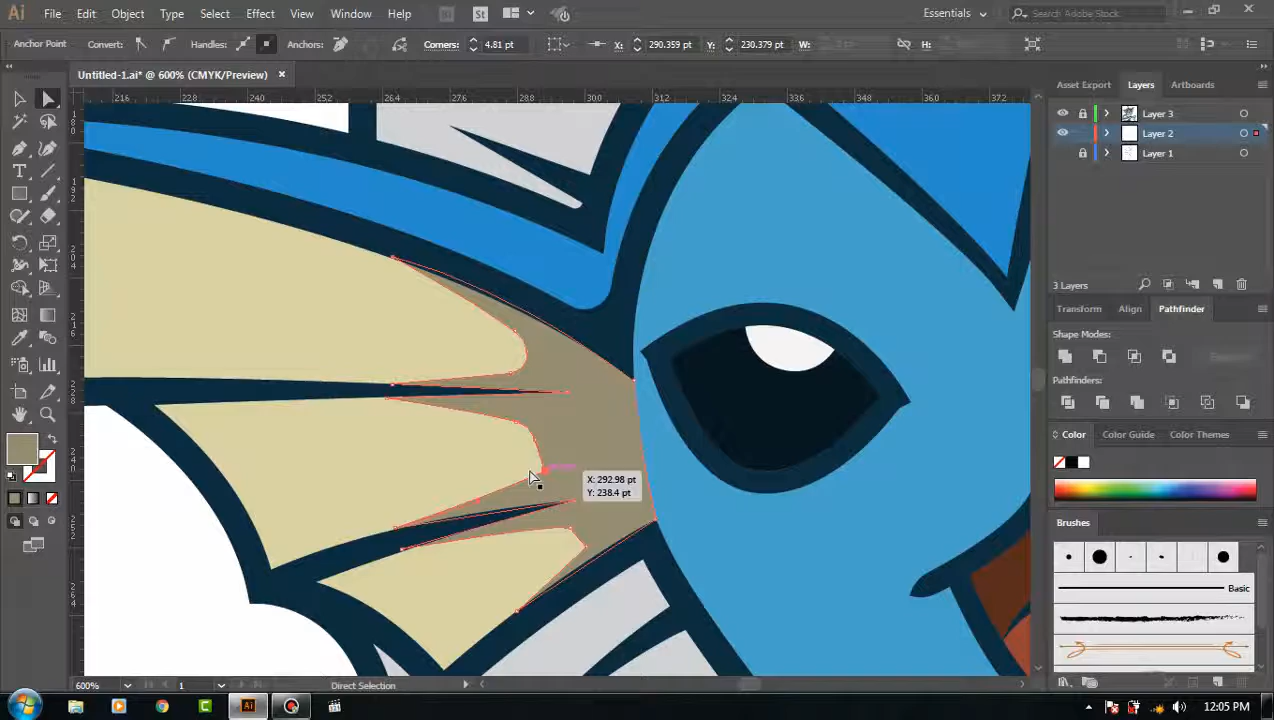 Ai File Edit Object Type Select Effect View Window Help Br St Essentials Search Adobe Stock
Anchor Point Convert: Handles: Anchors: Corners: 4.81 pt X: 290.359 pt Y: 230.379 pt W: H:
Untitled-1.ai* @ 600% (CMYK/Preview)
216 228 240 252 264 276 288 300 312 324 336 348 360 372
Asset Export Layers Artboards
Layer 3
Layer 2
Layer 1
3 Layers
Transform Align Pathfinder
Shape Modes:
Pathfinders:
Color Color Guide Color Themes
X: 292.98 pt
Y: 238.4 pt
Brushes
Basic
600% 1 Direct Selection
12:05 PM